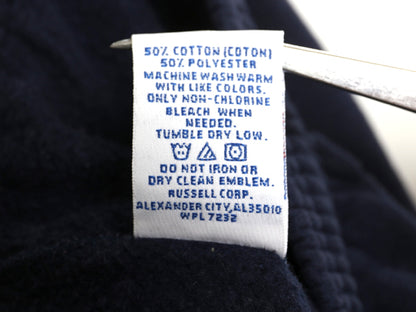 50% COTTON (COTON)
50% POLYESTER
MACHINE WASH WARM
WITH LIKE COLORS.
ONLY NON-CHLORINE
BLEACH WHEN
NEEDED.
TUMBLE DRY LOW.
DO NOT IRON OR
DRY CLEAN EMBLEM.
RUSSELL CORP.
ALEXANDER CITY, AL 35010
WPL 7232